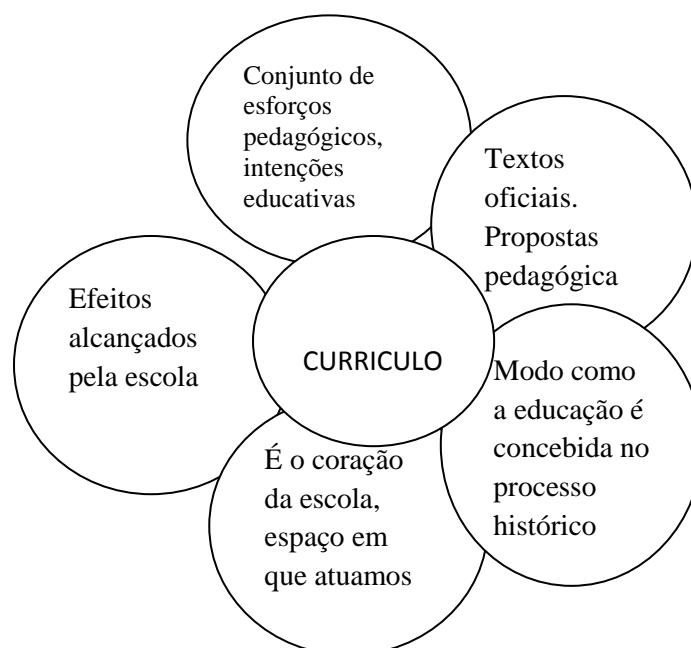 Conjunto de
esforços
pedagógicos,
intenções
educativas
Textos
oficiais.
Propostas
pedagógica
Efeitos
alcançados
pela escola
CURRICULO
Modo como
a educação é
concebida no
processo
histórico
É o coração
da escola,
espaço em
que atuamos